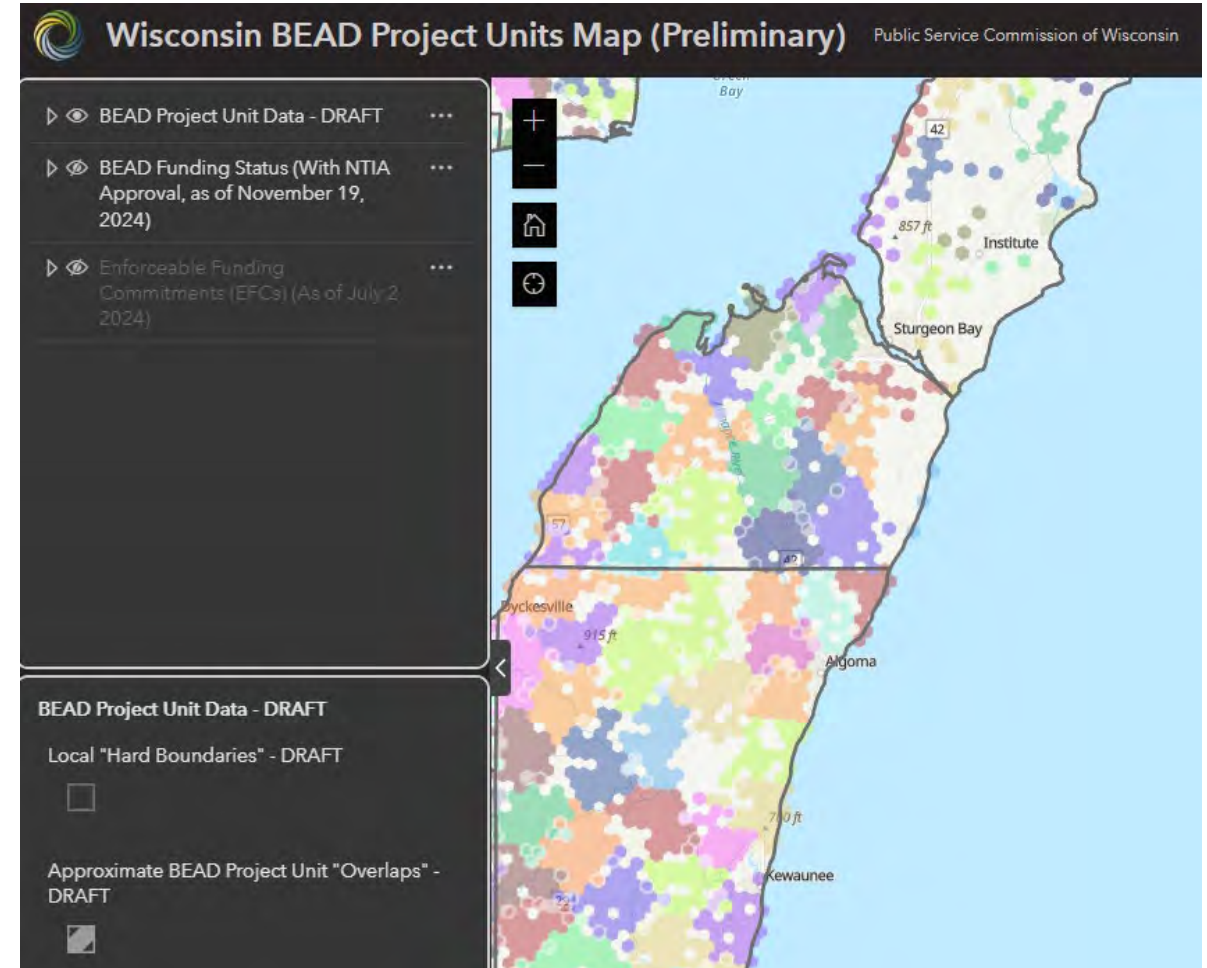 Wisconsin BEAD Project Units Map (Preliminary)
Public Service Commission of Wisconsin
BEAD Project Unit Data - DRAFT
BEAD Funding Status (With NTIA
Approval, as of November 19,
2024)
Enforceable Funding
Commitments (EFCs) (As of July 2
2024)
BEAD Project Unit Data - DRAFT
Local "Hard Boundaries" - DRAFT
Approximate BEAD Project Unit "Overlaps" -
DRAFT
Bay
42
857 ft
Institute
Sturgeon Bay
57
42
Dyckesville
915 ft
Algoma
Kewaunee